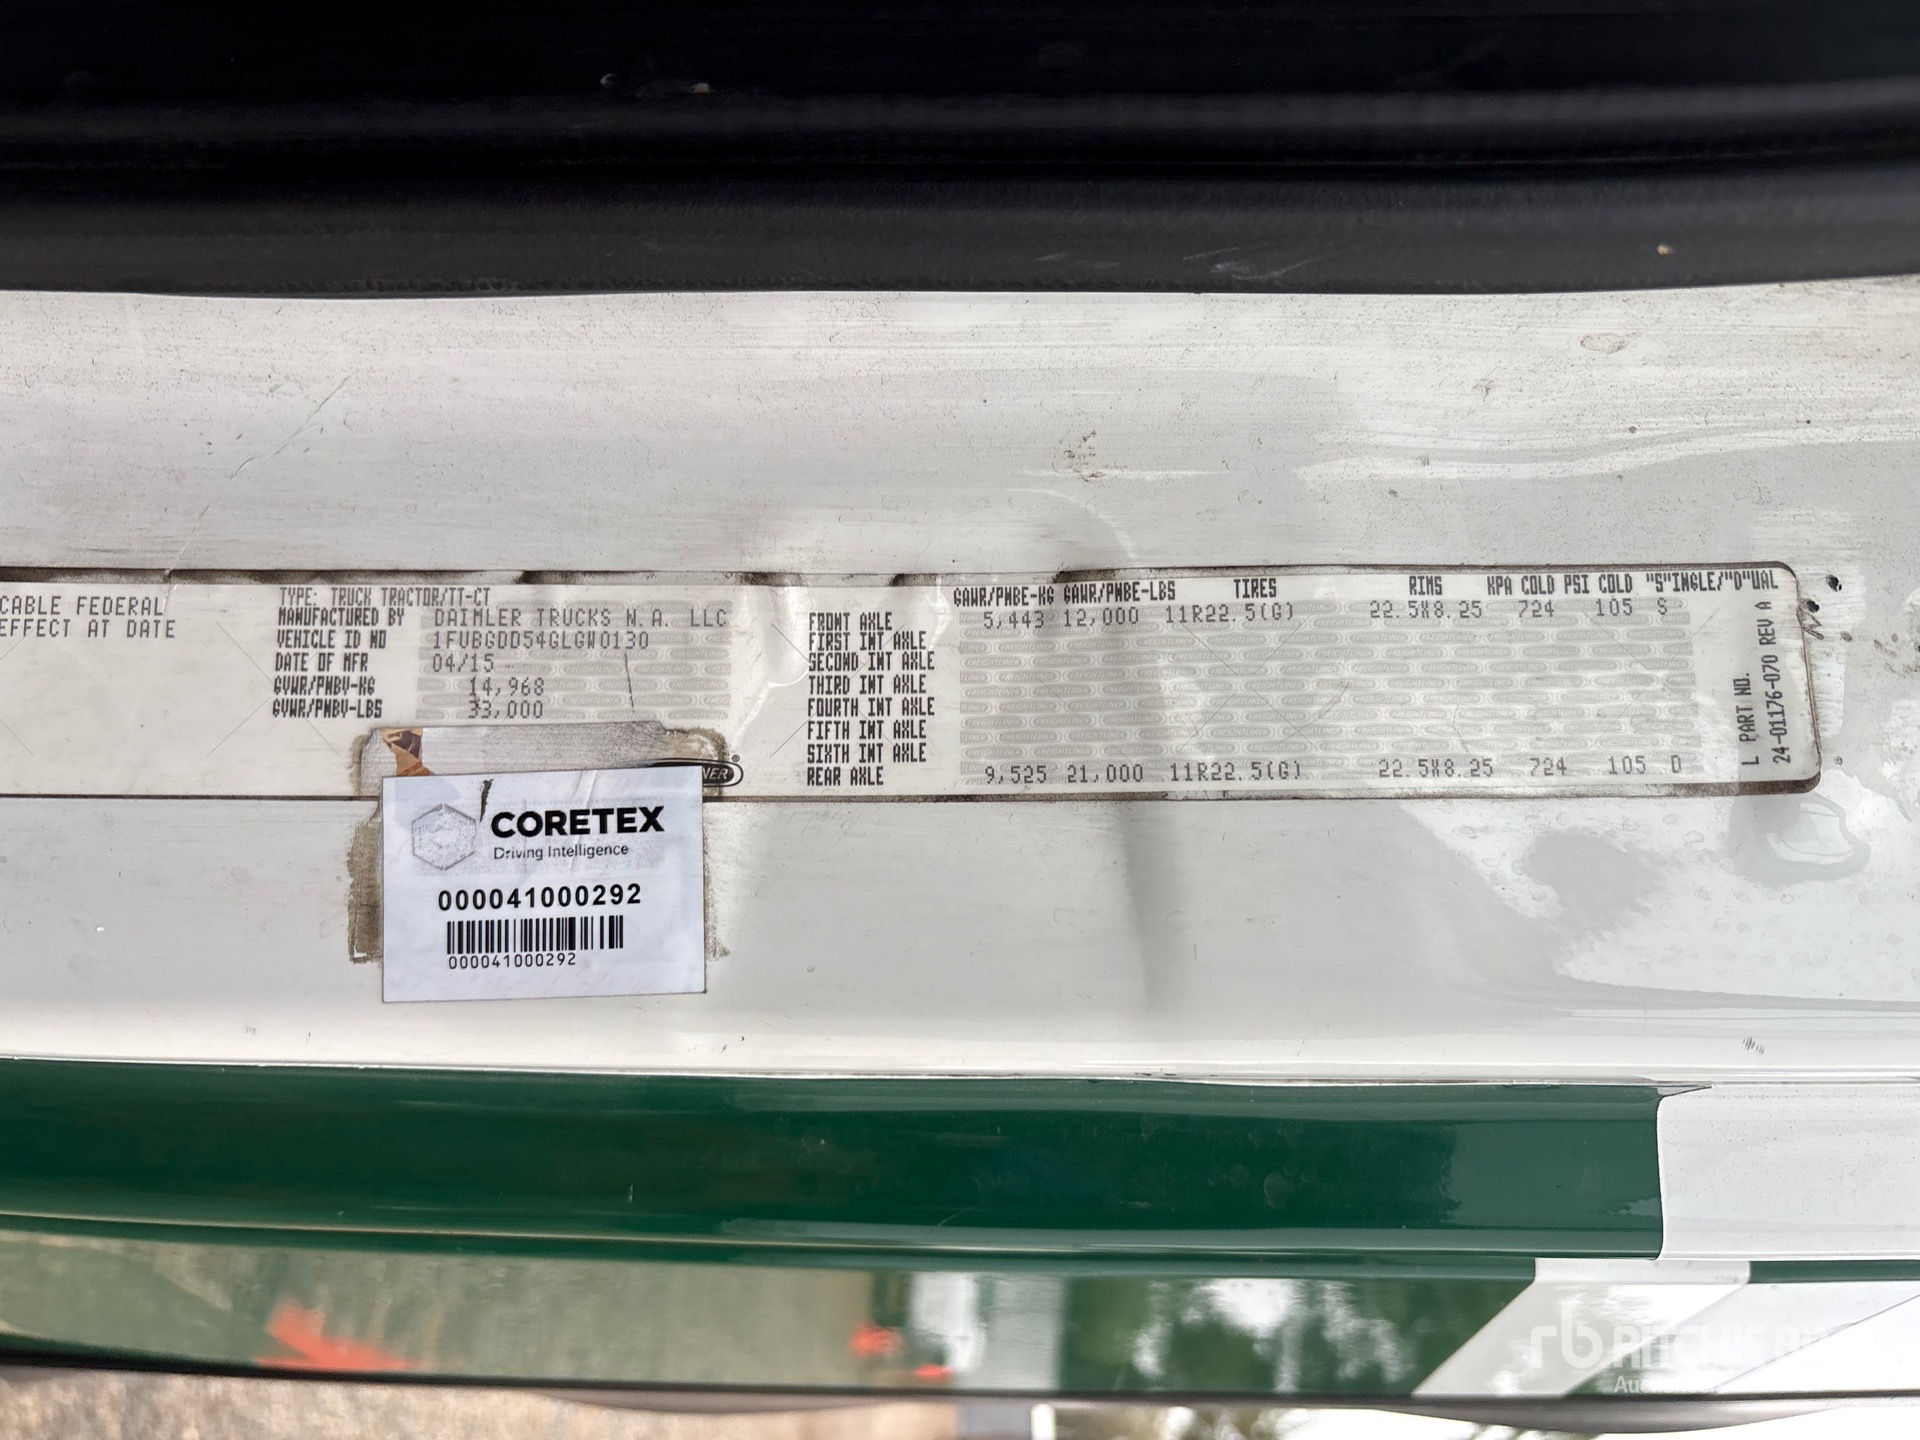 CABLE FEDERAL
EFFECT AT DATE
TYPE: TRUCK TRACTOR/TT-CT
MANUFACTURED BY DAIMLER TRUCKS N.A. LLC
VEHICLE ID NO 1FUBGDD54GLGW0130
DATE OF MFR 04/15
GVWR/PNBV-KG 14,968
GVWR/PNBV-LBS 33,000
GAWR/PNBE-KG GAWR/PNBE-LBS TIRES RIMS KPA COLD PSI COLD "S"INGLE/"D"UAL
FRONT AXLE 5,443 12,000 11R22.5(G) 22.5X8.25 724 105 S
FIRST INT AXLE
SECOND INT AXLE
THIRD INT AXLE
FOURTH INT AXLE
FIFTH INT AXLE
SIXTH INT AXLE
REAR AXLE 9,525 21,000 11R22.5(G) 22.5X8.25 724 105 D
L PART NO.
24-01176-070 REV A
NER®
CORETEX
Driving Intelligence
000041000292
000041000292
rb RITCHIE B
Auc